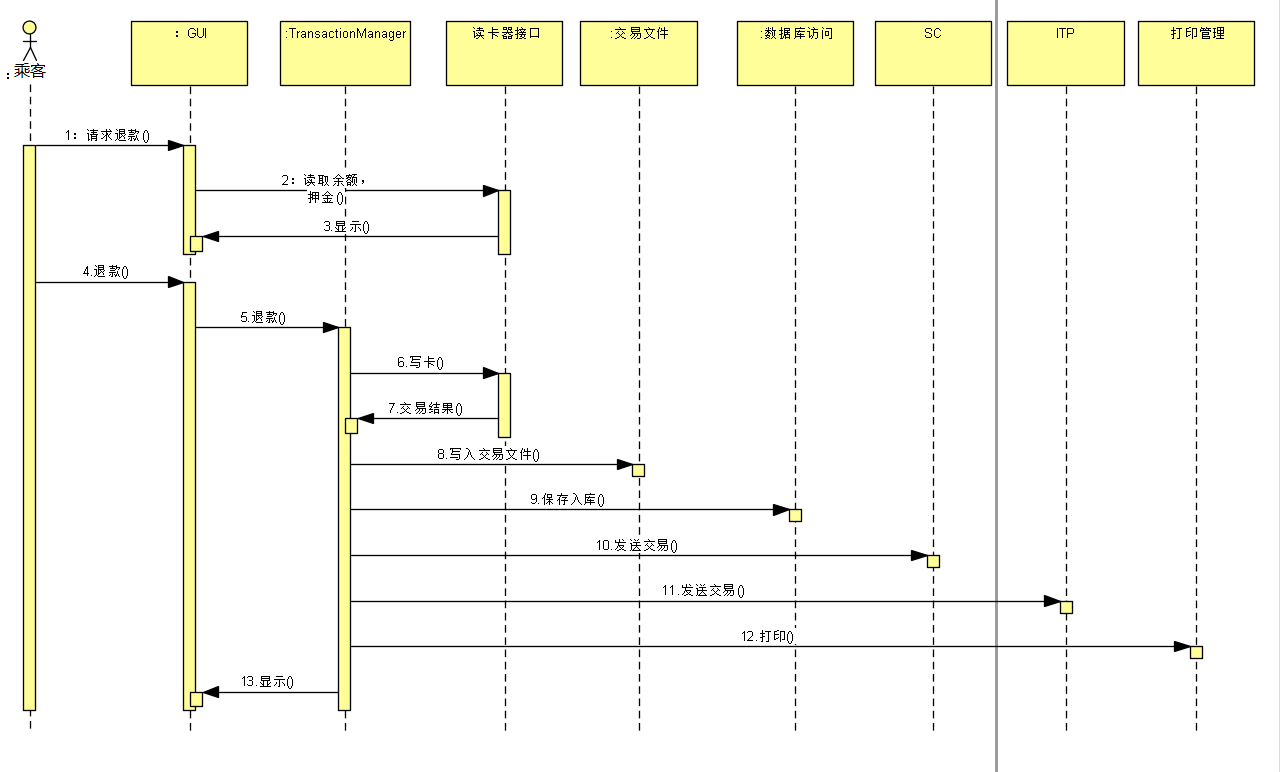 ：GUI
:TransactionManager
读卡器接口
:交易文件
:数据库访问
SC
ITP
打印管理
:乘客
1：请求退款()
2：读取余额，
押金()
3.显示()
4.退款()
5.退款()
6.写卡()
7.交易结果()
8.写入交易文件()
9.保存入库()
10.发送交易()
11.发送交易()
12.打印()
13.显示()